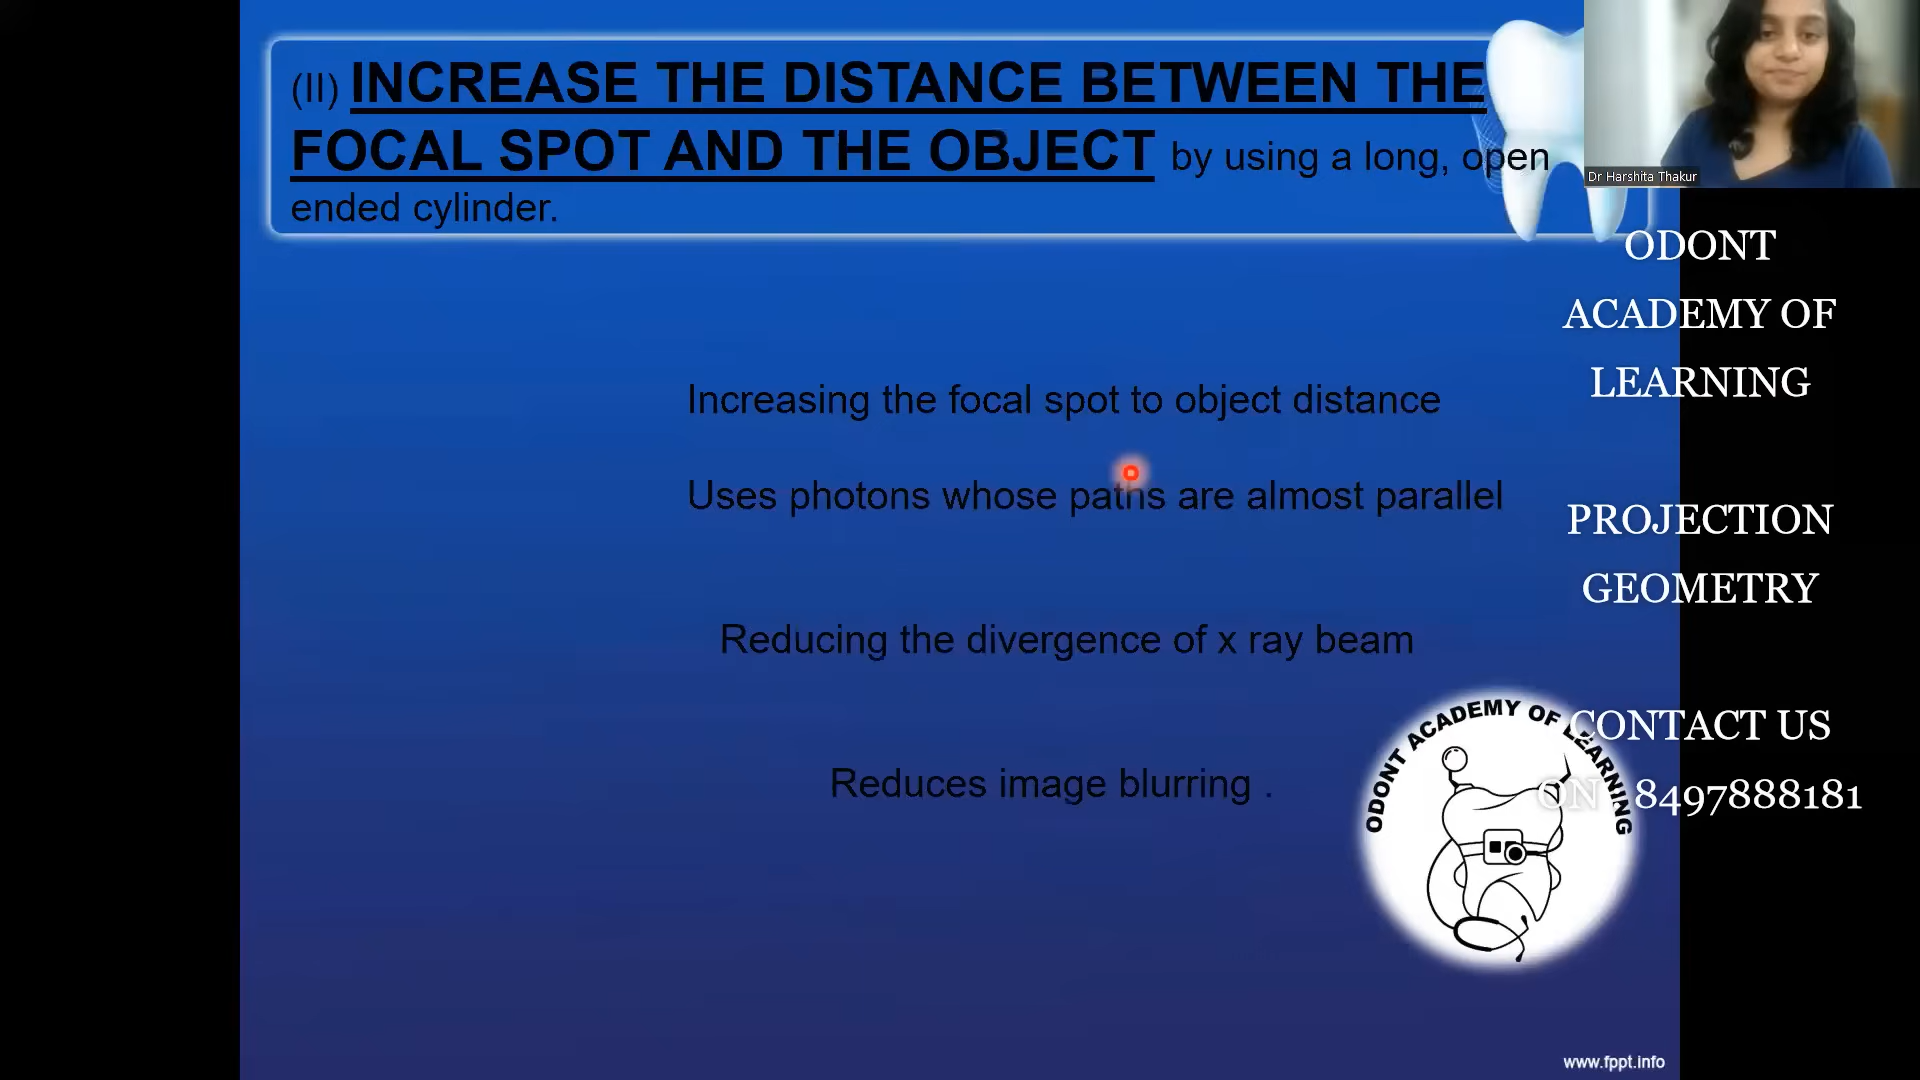 (II) INCREASE THE DISTANCE BETWEEN THE
FOCAL SPOT AND THE OBJECT by using a long, open
ended cylinder.
Dr Harshita Thakur
Increasing the focal spot to object distance
Uses photons whose paths are almost parallel
Reducing the divergence of x ray beam
Reduces image blurring .
ODONT
ACADEMY OF
LEARNING
PROJECTION
GEOMETRY
CONTACT US
ON : 8497888181
ODONT ACADEMY OF LEARNING
www.fppt.info